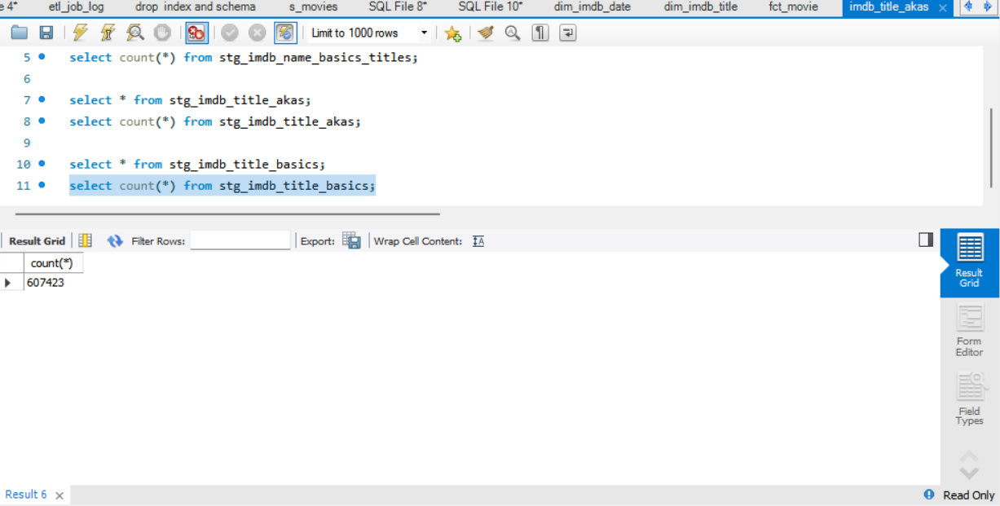 e 4* etl_job_log drop index and schema s_movies SQL File 8* SQL File 10* dim_imdb_date dim_imdb_title fct_movie imdb_title_akas
Limit to 1000 rows
5 select count(*) from stg_imdb_name_basics_titles;
6
7 select * from stg_imdb_title_akas;
8 select count(*) from stg_imdb_title_akas;
9
10 select * from stg_imdb_title_basics;
11 select count(*) from stg_imdb_title_basics;
Result Grid Filter Rows: Export: Wrap Cell Content: IA
count(*)
607423
Result
Grid
Form
Editor
Field
Types
Result 6 Read Only